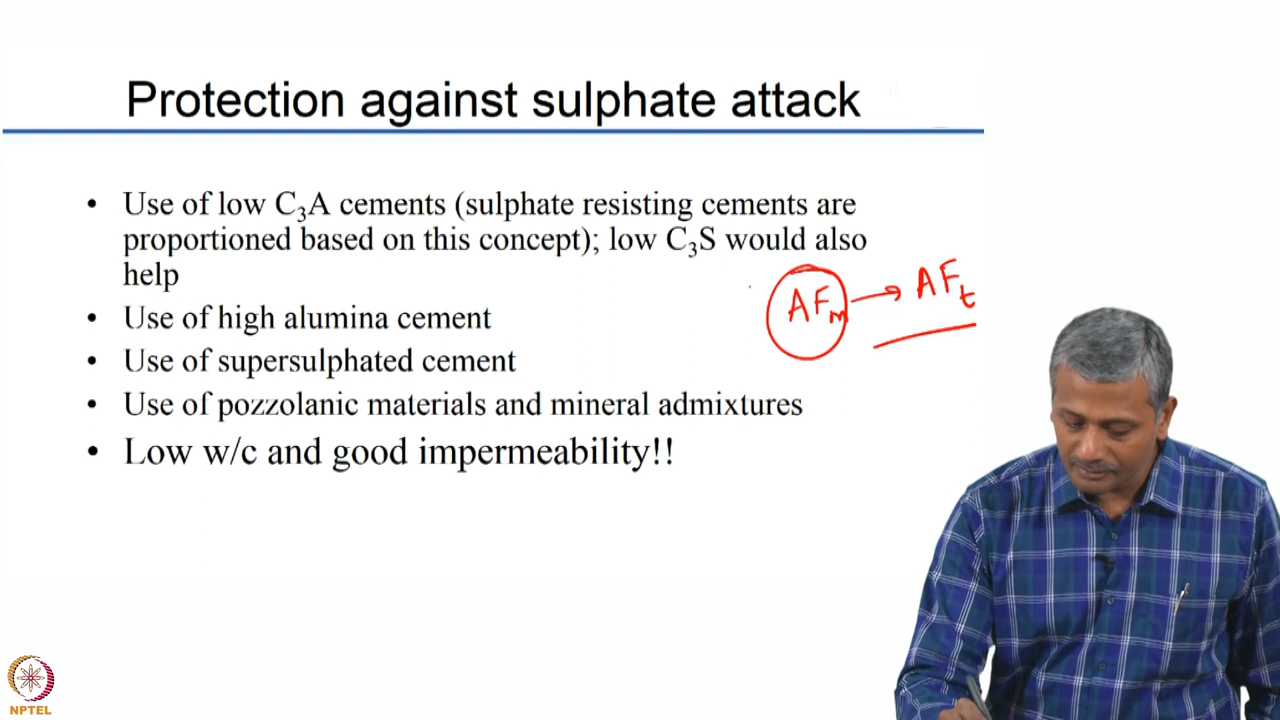 Protection against sulphate attack
• Use of low C₃A cements (sulphate resisting cements are
proportioned based on this concept); low C₃S would also
help
AFm → AFt
• Use of high alumina cement
• Use of supersulphated cement
• Use of pozzolanic materials and mineral admixtures
• Low w/c and good impermeability!!
NPTEL